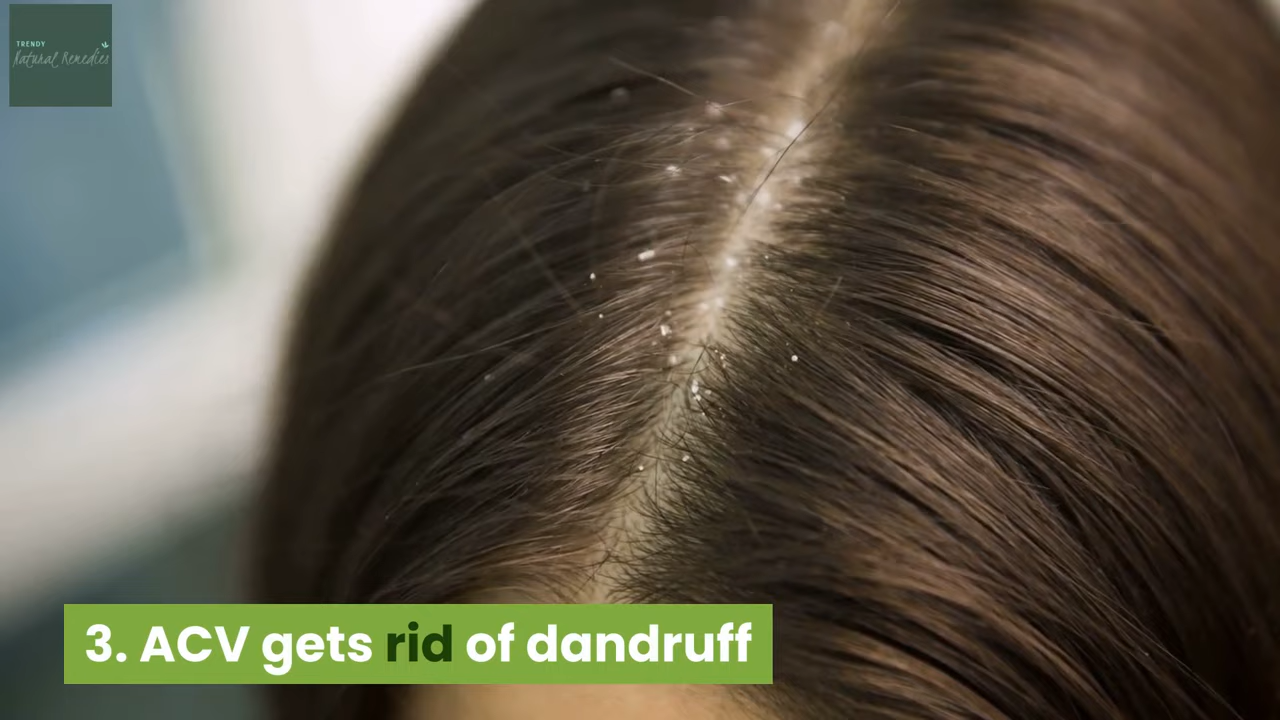 TRENDY
Natural Remedies
3. ACV gets rid of dandruff